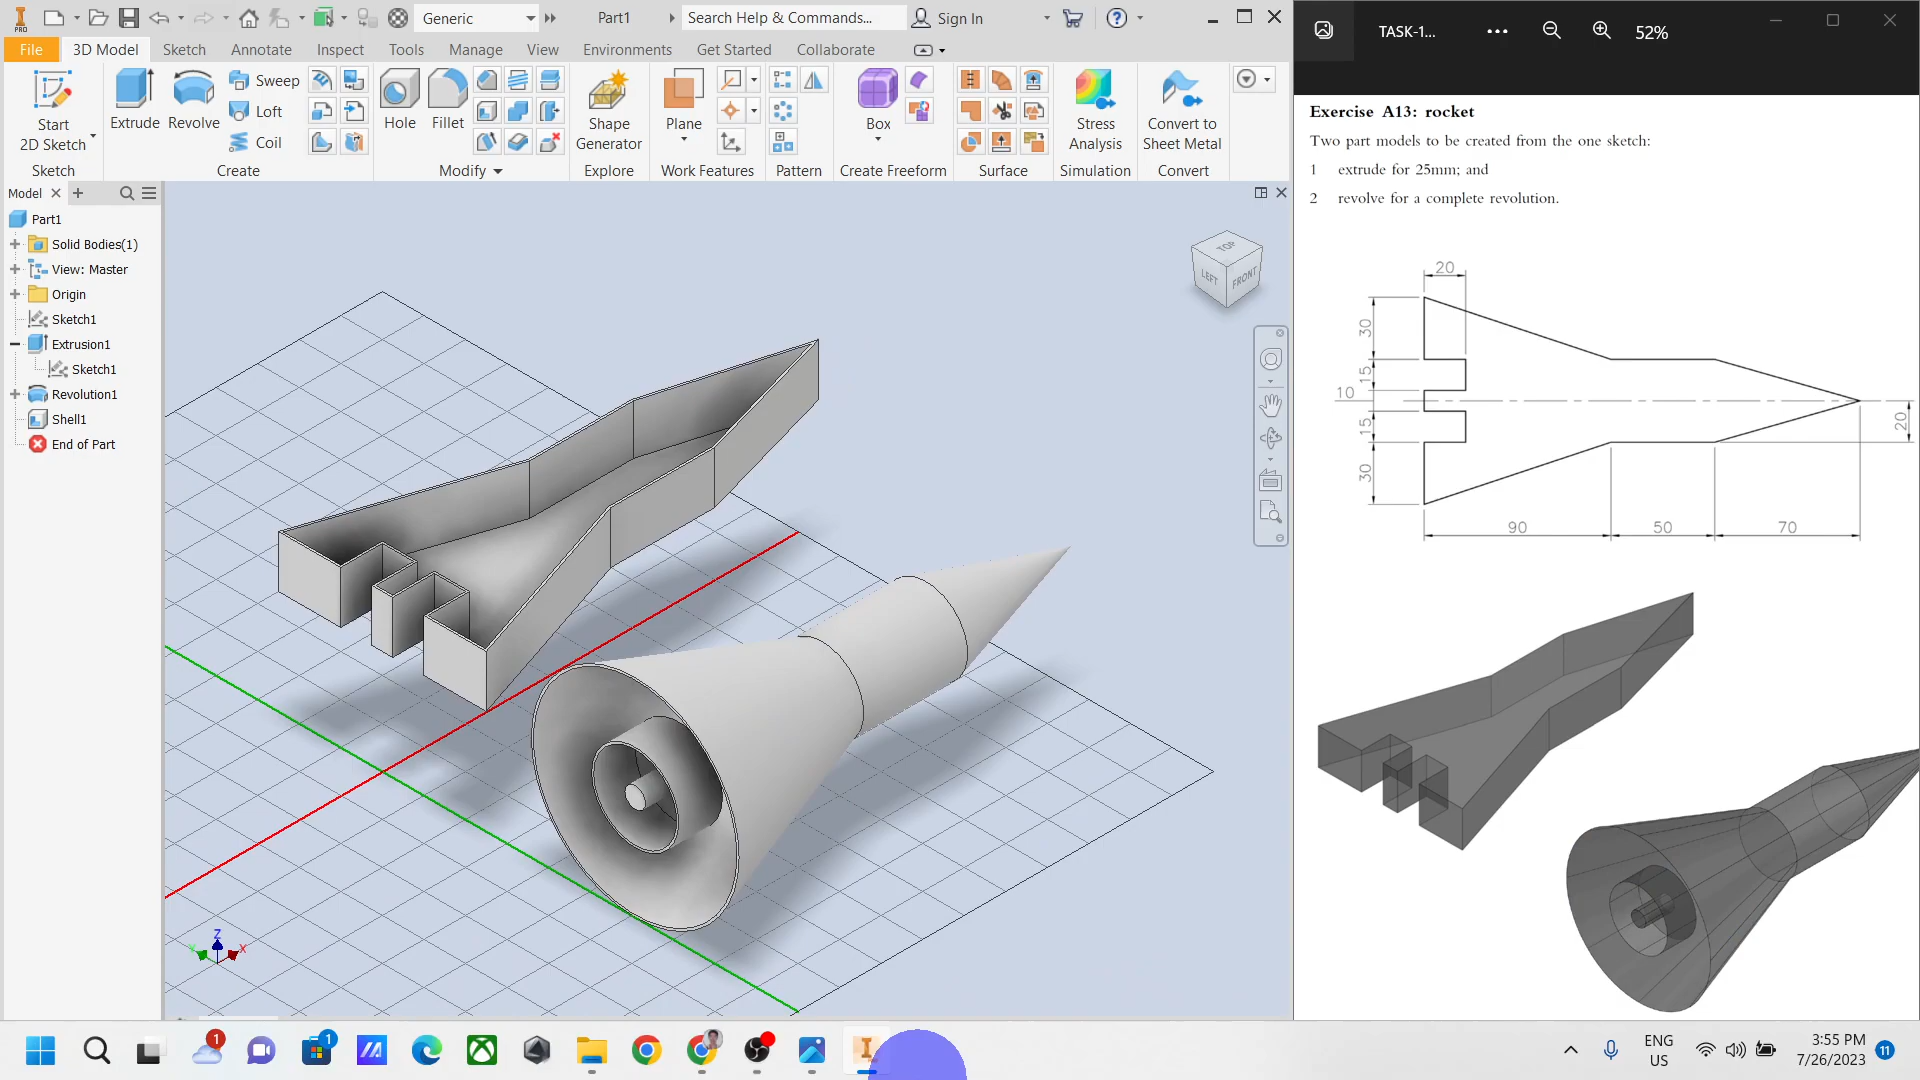 PRO
Generic
Part1
Search Help & Commands...
Sign In
File
3D Model
Sketch
Annotate
Inspect
Tools
Manage
View
Environments
Get Started
Collaborate
Start
2D Sketch
Extrude
Revolve
Sweep
Loft
Coil
Hole
Fillet
Shape
Generator
Plane
Box
Stress
Analysis
Convert to
Sheet Metal
Sketch
Create
Modify
Explore
Work Features
Pattern
Create Freeform
Surface
Simulation
Convert
Model
Part1
Solid Bodies(1)
View: Master
Origin
Sketch1
Extrusion1
Sketch1
Revolution1
Shell1
End of Part
TOP
LEFT
FRONT
Z
Y
X
TASK-1...
52%
Exercise A13: rocket
Two part models to be created from the one sketch:
1 extrude for 25mm; and
2 revolve for a complete revolution.
20
30
15
10
15
30
20
90
50
70
1
1
ENG
US
3:55 PM
7/26/2023
11